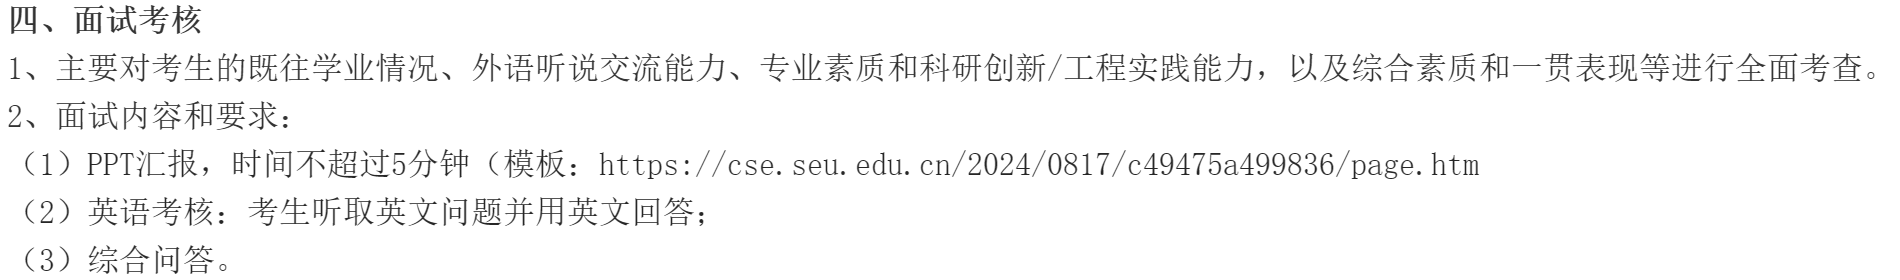 四、面试考核
1、主要对考生的既往学业情况、外语听说交流能力、专业素质和科研创新/工程实践能力，以及综合素质和一贯表现等进行全面考查。
2、面试内容和要求：
（1）PPT汇报，时间不超过5分钟（模板：https://cse.seu.edu.cn/2024/0817/c49475a499836/page.htm
（2）英语考核：考生听取英文问题并用英文回答；
（3）综合问答。